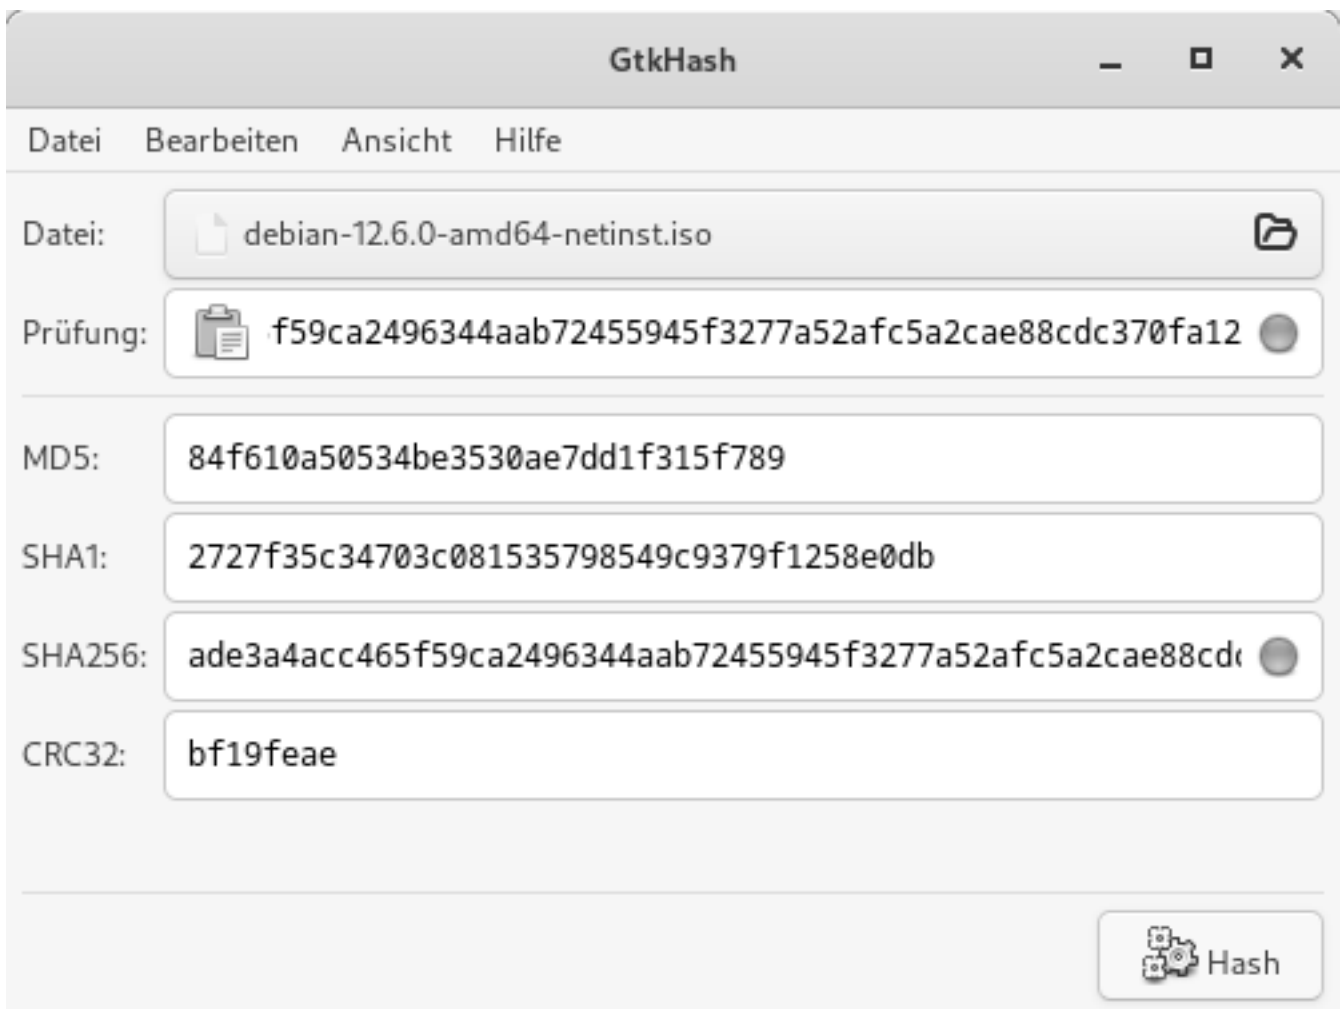 GtkHash
Datei Bearbeiten Ansicht Hilfe
Datei: debian-12.6.0-amd64-netinst.iso
Prüfung: f59ca2496344aab72455945f3277a52afc5a2cae88cdc370fa12
MD5: 84f610a50534be3530ae7dd1f315f789
SHA1: 2727f35c34703c081535798549c9379f1258e0db
SHA256: ade3a4acc465f59ca2496344aab72455945f3277a52afc5a2cae88cdc
CRC32: bf19feae
Hash